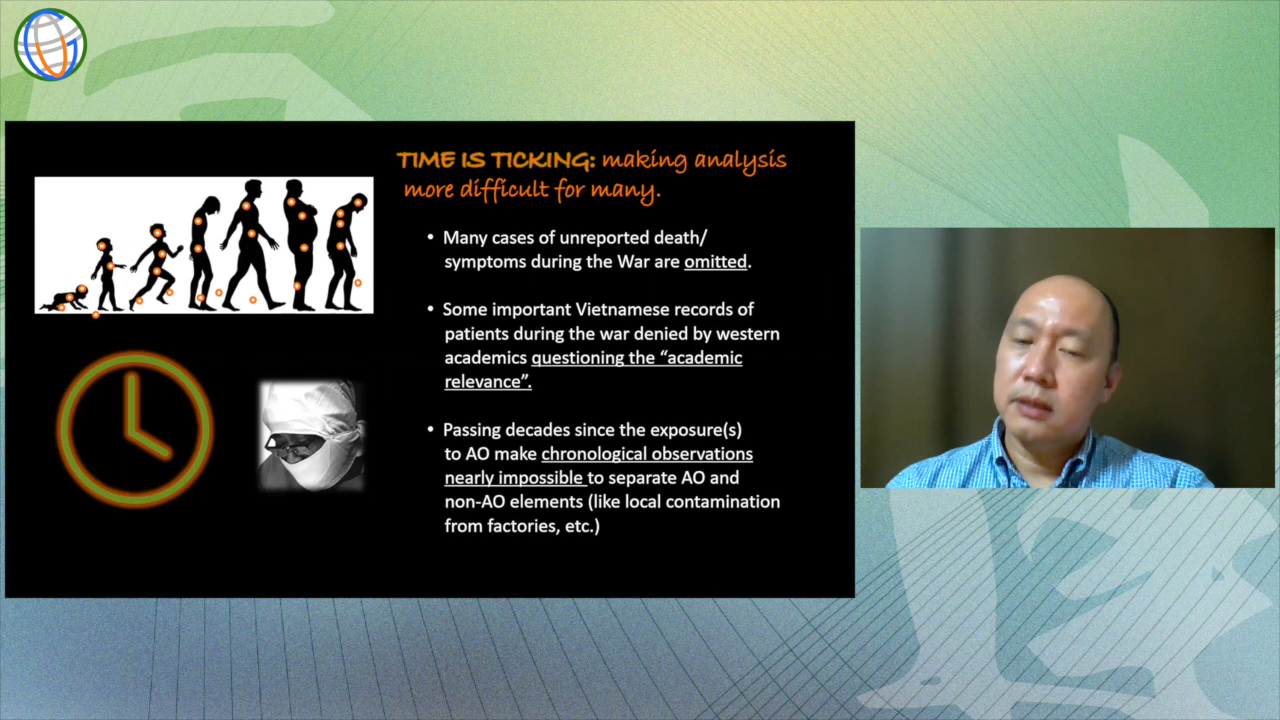 TIME IS TICKING: making analysis
more difficult for many.
• Many cases of unreported death/
symptoms during the War are omitted.
• Some important Vietnamese records of
patients during the war denied by western
academics questioning the “academic
relevance”.
• Passing decades since the exposure(s)
to AO make chronological observations
nearly impossible to separate AO and
non-AO elements (like local contamination
from factories, etc.)